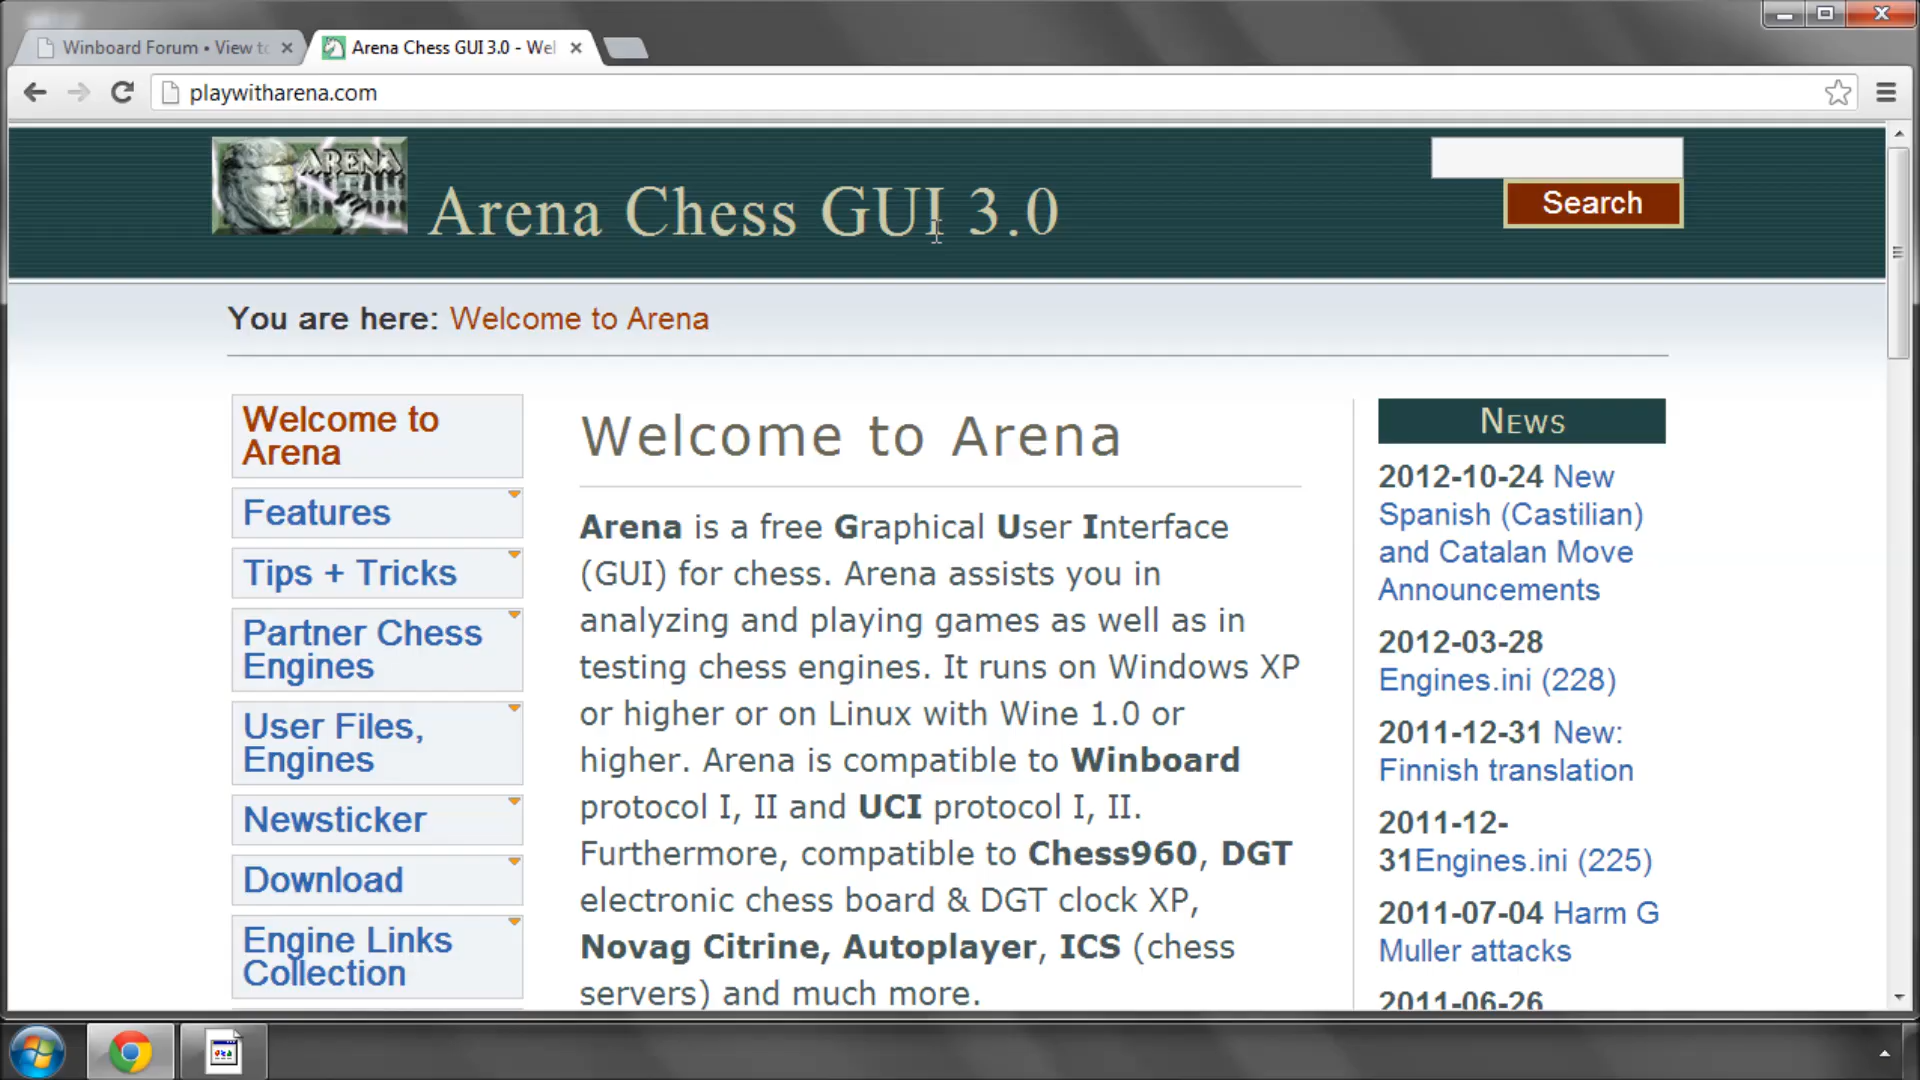 Winboard Forum • View to
Arena Chess GUI 3.0 - Wel
playwitharena.com
ARENA
Arena Chess GUI 3.0
Search
You are here: Welcome to Arena
Welcome to
Arena
Features
Tips + Tricks
Partner Chess
Engines
User Files,
Engines
Newsticker
Download
Engine Links
Collection
Welcome to Arena
Arena is a free Graphical User Interface
(GUI) for chess. Arena assists you in
analyzing and playing games as well as in
testing chess engines. It runs on Windows XP
or higher or on Linux with Wine 1.0 or
higher. Arena is compatible to Winboard
protocol I, II and UCI protocol I, II.
Furthermore, compatible to Chess960, DGT
electronic chess board & DGT clock XP,
Novag Citrine, Autoplayer, ICS (chess
servers) and much more.
News
2012-10-24 New
Spanish (Castilian)
and Catalan Move
Announcements
2012-03-28
Engines.ini (228)
2011-12-31 New:
Finnish translation
2011-12-
31Engines.ini (225)
2011-07-04 Harm G
Muller attacks
2011-06-26